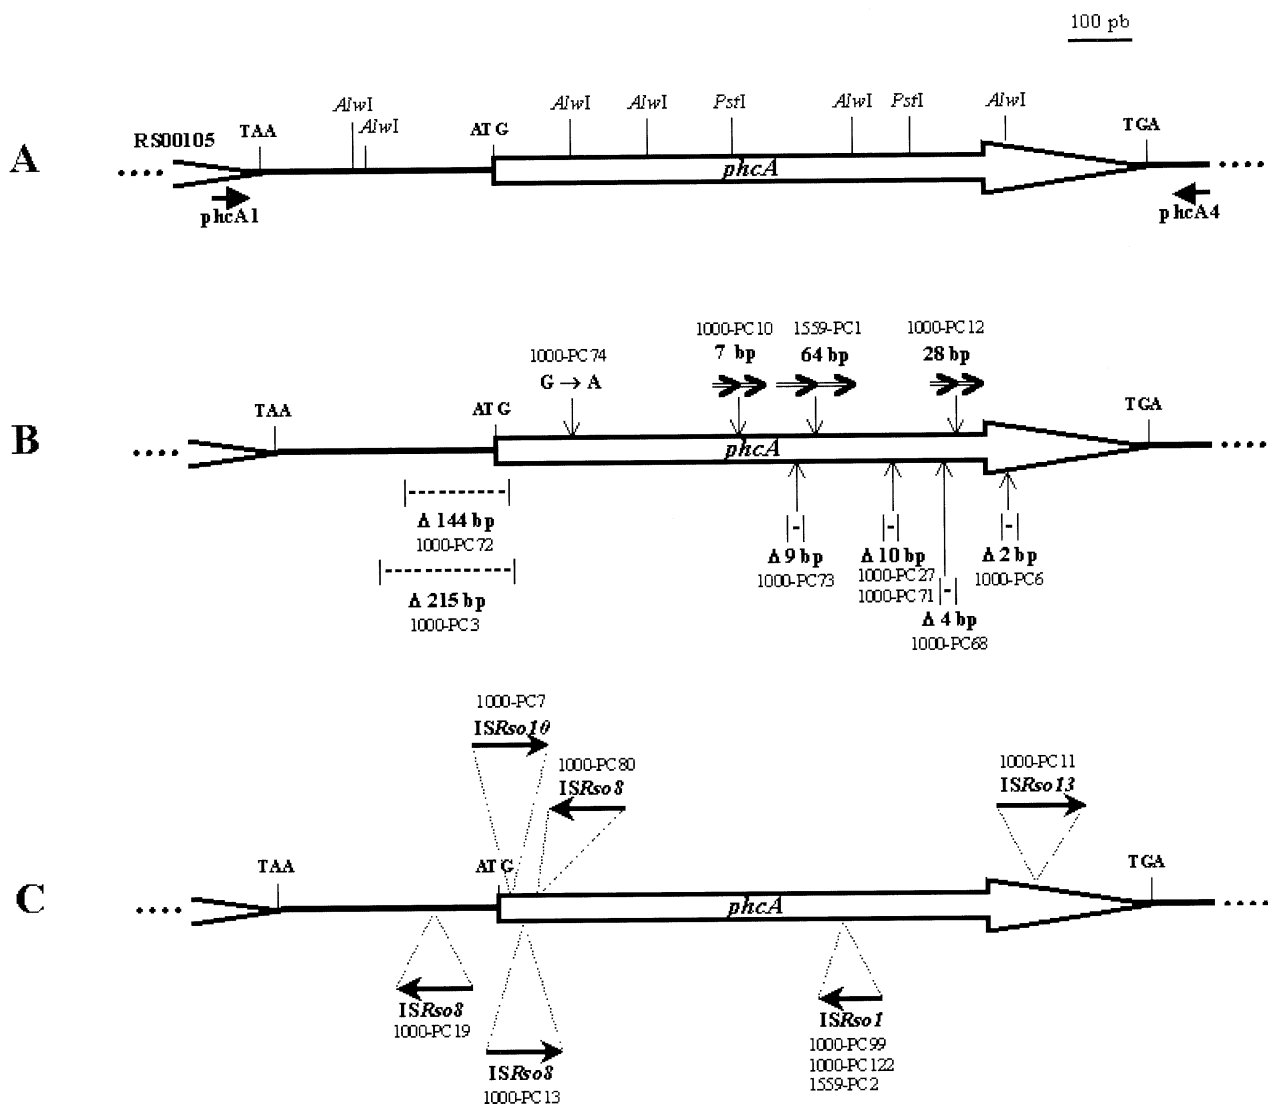 100 pb
AlwI AlwI AlwI AlwI PstI AlwI PstI AlwI
RS00105 TAA ATG TGA
A
phcA
phcA1 phcA4
1000-PC10 1559-PC1 1000-PC12
1000-PC74 7 bp 64 bp 28 bp
G → A
TAA ATG TGA
B
phcA
Δ 144 bp
1000-PC72
Δ 215 bp
1000-PC3
Δ 9 bp
1000-PC73
Δ 10 bp
1000-PC27
1000-PC71
Δ 4 bp
1000-PC68
Δ 2 bp
1000-PC6
1000-PC7
ISRso10
1000-PC80
ISRso8
1000-PC11
ISRso13
TAA ATG TGA
C
phcA
ISRso8
1000-PC19
ISRso8
1000-PC13
ISRso1
1000-PC99
1000-PC122
1559-PC2